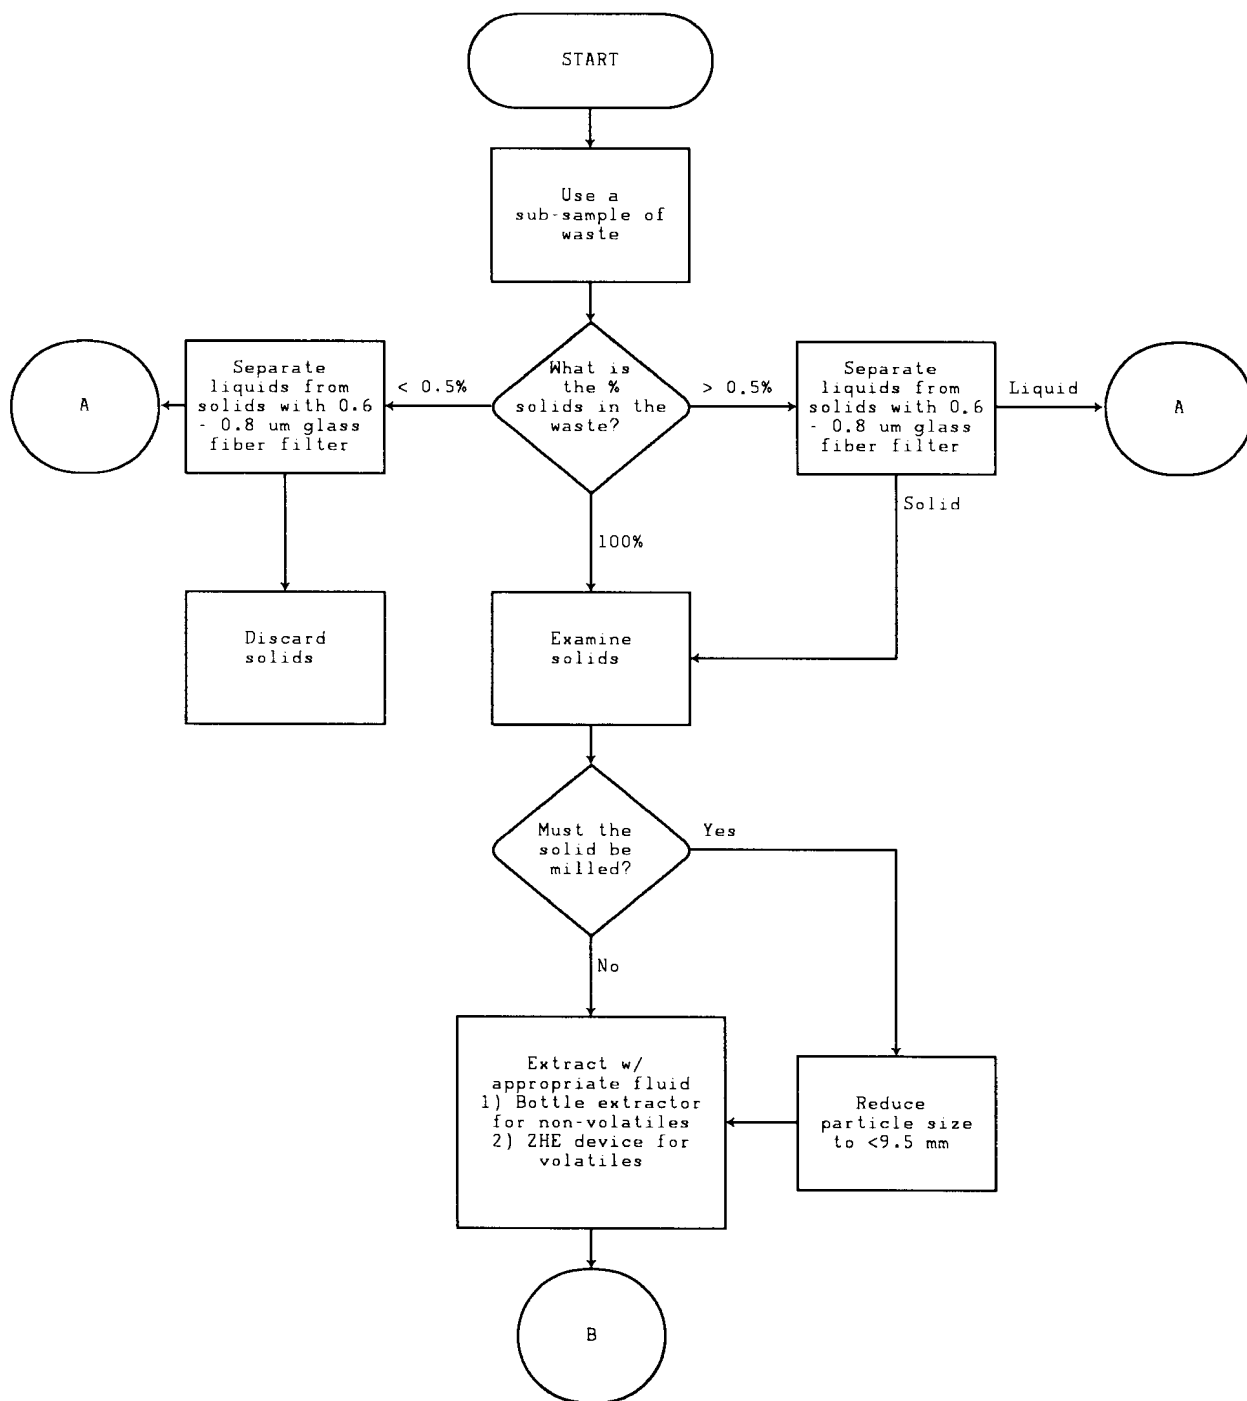 START
Use a
sub-sample of
waste
What is
the %
solids in the
waste?
< 0.5%
Separate
liquids from
solids with 0.6
- 0.8 um glass
fiber filter
A
> 0.5%
Separate
liquids from
solids with 0.6
- 0.8 um glass
fiber filter
Liquid
A
Solid
100%
Discard
solids
Examine
solids
Must the
solid be
milled?
Yes
No
Extract w/
appropriate fluid
1) Bottle extractor
for non-volatiles
2) ZHE device for
volatiles
Reduce
particle size
to <9.5 mm
B